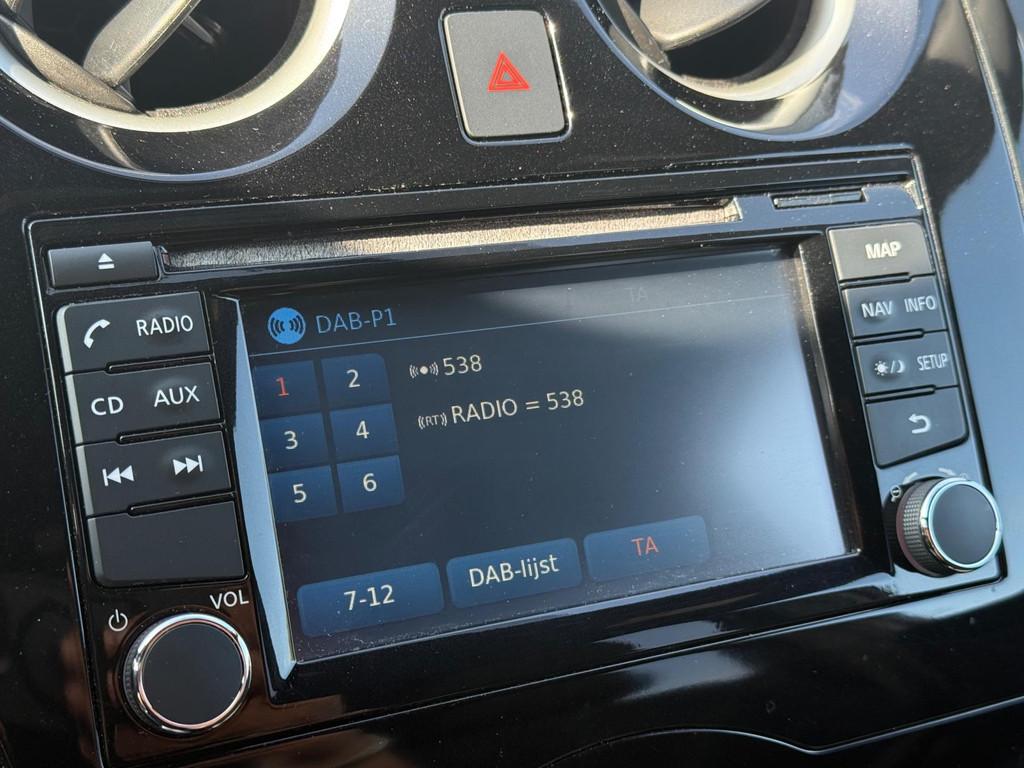 MAP
NAV INFO
SETUP
RADIO
CD AUX
VOL
TA
DAB-P1
1 2
3 4
5 6
538
RT
RADIO = 538
7-12
DAB-lijst
TA